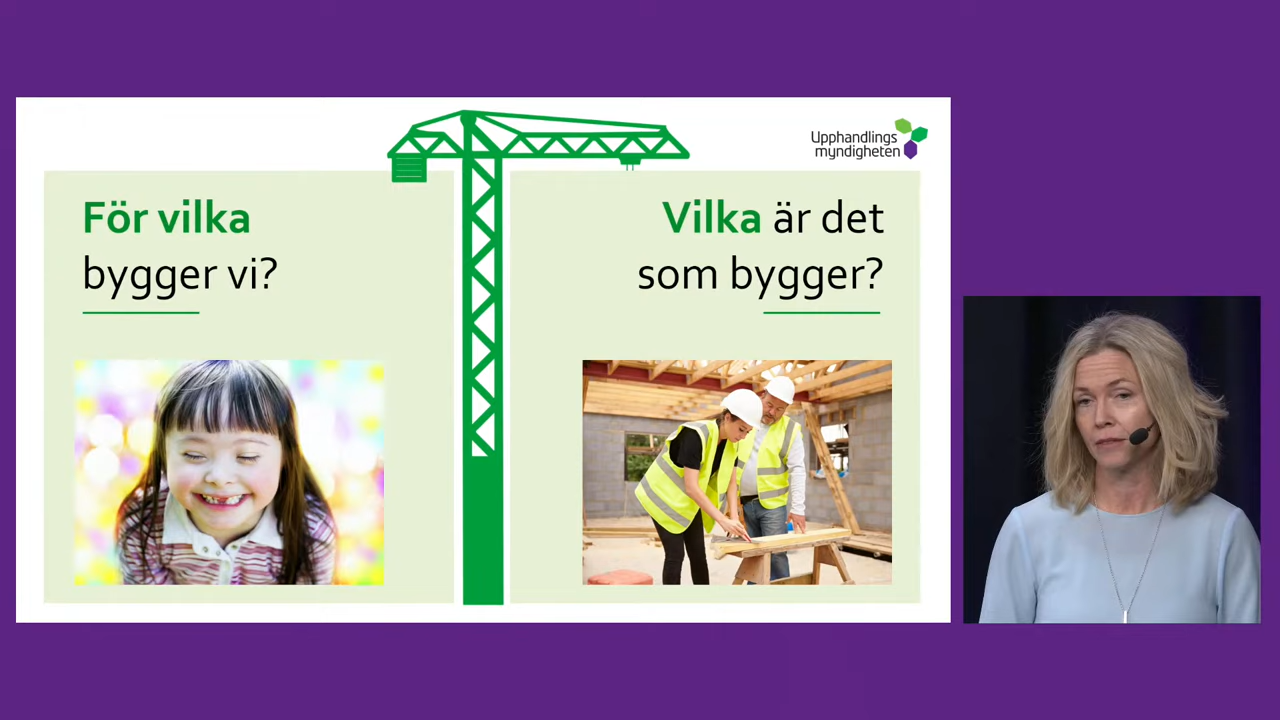 Upphandlings
myndigheten
För vilka
bygger vi?
Vilka är det
som bygger?